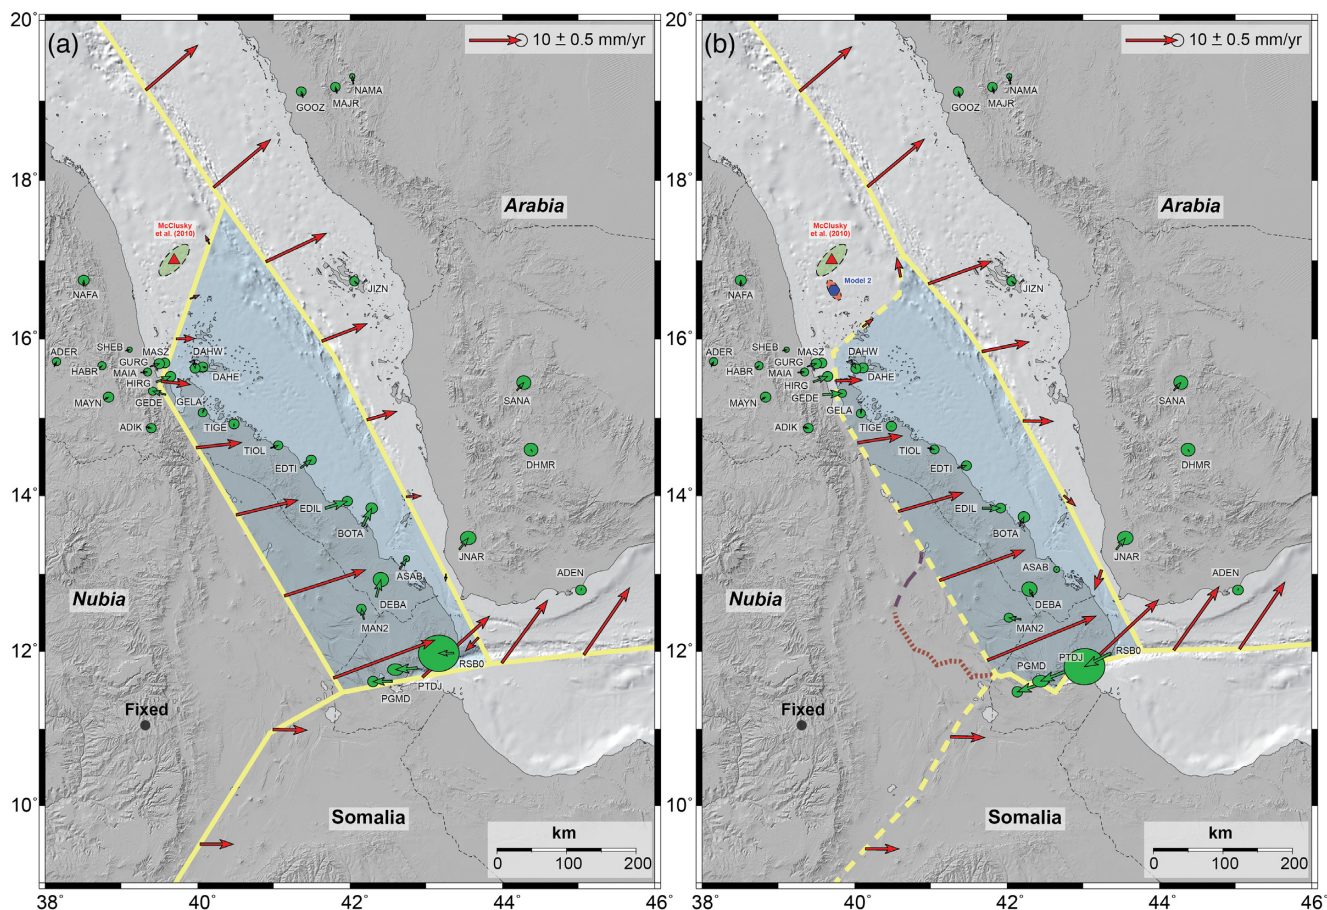 (a)
10 ± 0.5 mm/yr
NAMA
GOOZ
MAJR
Arabia
McClusky
et al. (2010)
NAFA
JIZN
ADER
SHEB
MASZ
GURG
DAHW
HABR
MAIA
DAHE
HIRG
MAYN
GEDE
GELA
SANA
ADIK
TIGE
TIOL
EDTI
DHMR
EDIL
BOTA
JNAR
ASAB
ADEN
Nubia
DEBA
MAN2
RSB0
PTDJ
PGMD
Fixed
Somalia
km
0 100 200
20°
18°
16°
14°
12°
10°
38° 40° 42° 44° 46°
(b)
10 ± 0.5 mm/yr
NAMA
GOOZ
MAJR
Arabia
McClusky
et al. (2010)
Model 2
NAFA
JIZN
ADER
SHEB
MASZ
GURG
DAHW
HABR
MAIA
DAHE
HIRG
MAYN
GEDE
GELA
SANA
ADIK
TIGE
TIOL
EDTI
DHMR
EDIL
BOTA
JNAR
ASAB
ADEN
Nubia
DEBA
MAN2
RSB0
PTDJ
PGMD
Fixed
Somalia
km
0 100 200
40° 42° 44° 46°